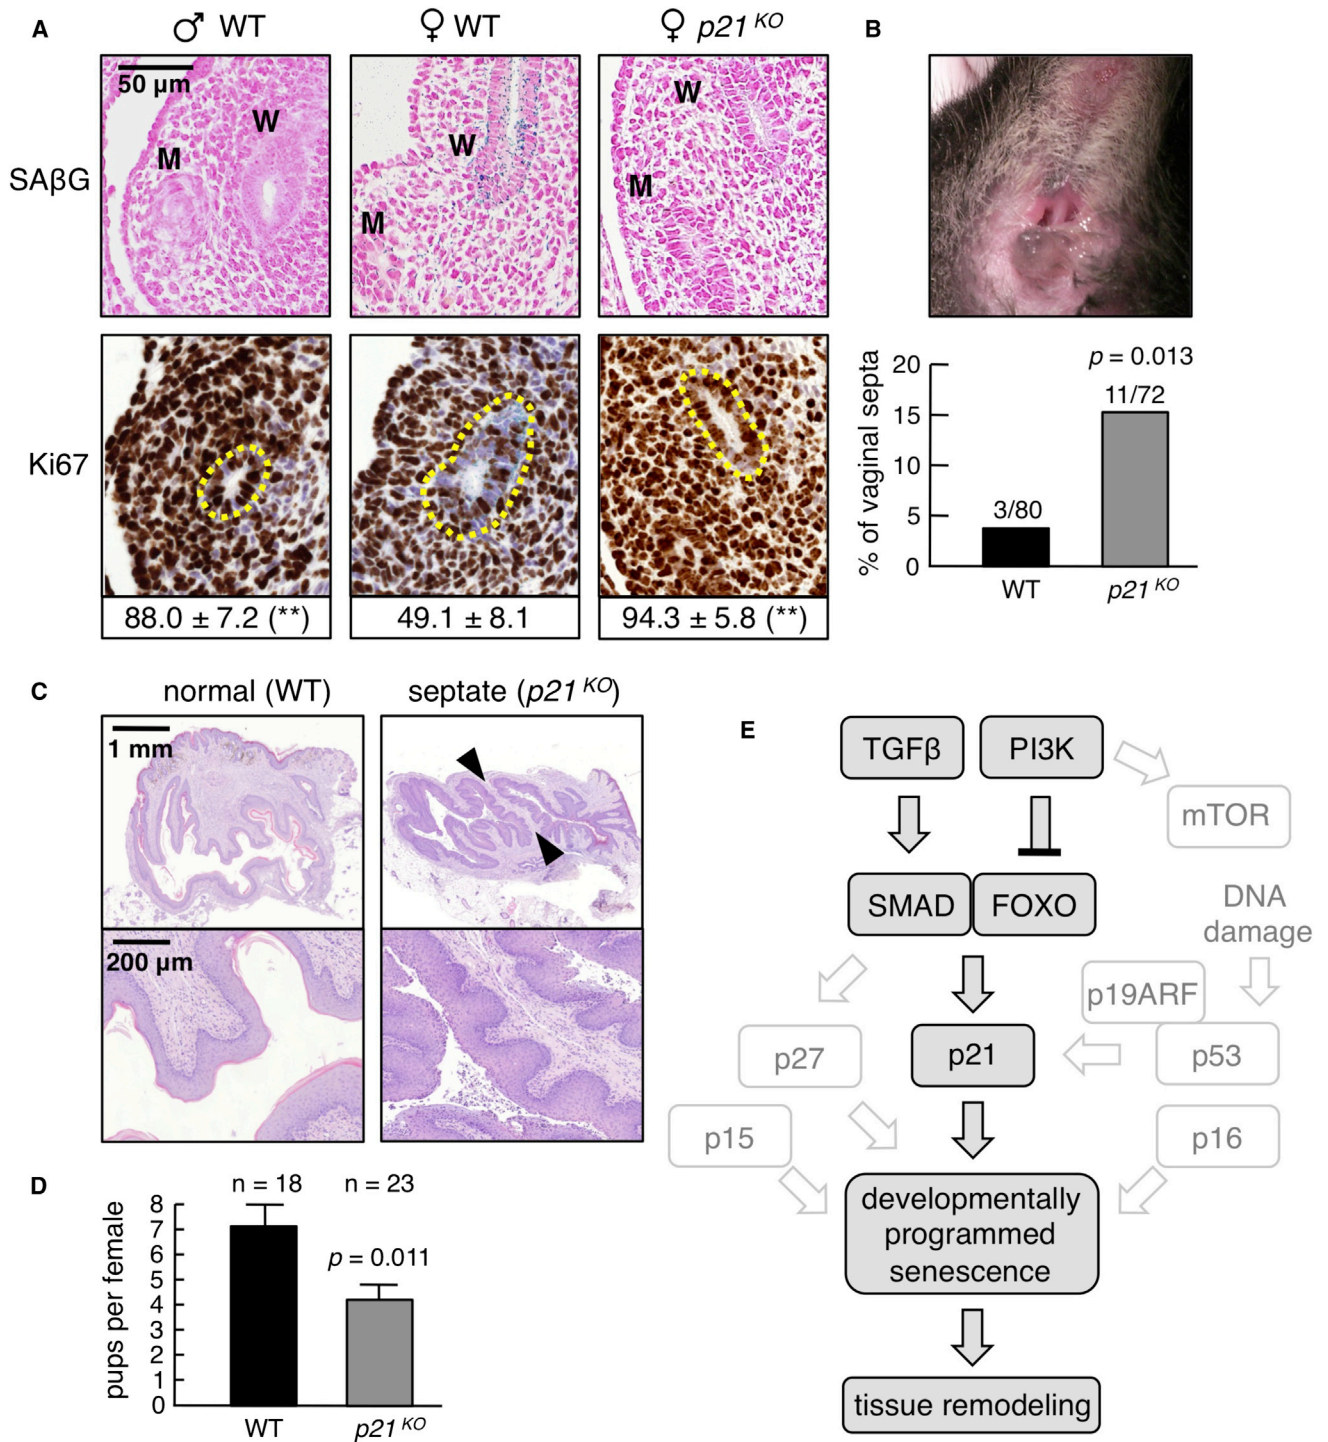 A
♂ WT
♀ WT
♀ p21 KO
SAβG
50 µm
W
M
W
M
W
M
Ki67
88.0 ± 7.2 (**)
49.1 ± 8.1
94.3 ± 5.8 (**)
B
% of vaginal septa
20
15
10
5
0
p = 0.013
11/72
3/80
WT
p21 KO
C
normal (WT)
septate (p21 KO)
1 mm
200 µm
D
pups per female
8
7
6
5
4
3
2
1
0
n = 18
n = 23
p = 0.011
WT
p21 KO
E
TGFβ
PI3K
mTOR
SMAD
FOXO
DNA
damage
p19ARF
p27
p21
p53
p15
p16
developmentally
programmed
senescence
tissue remodeling